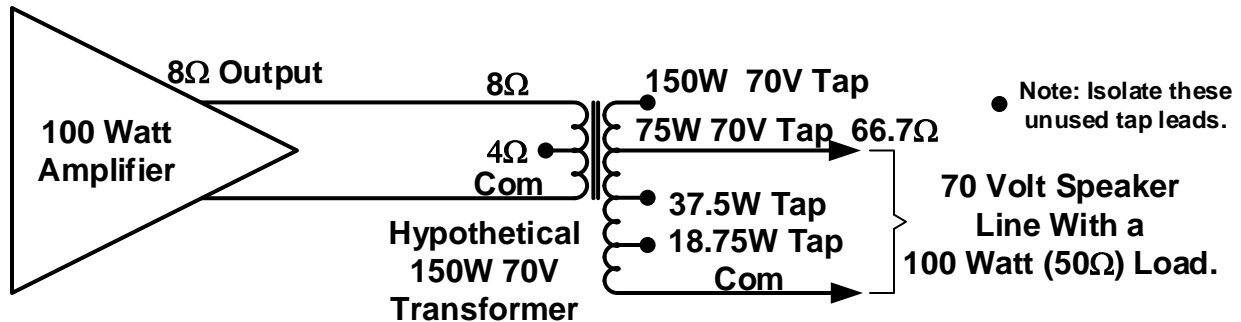 8Ω Output
100 Watt
Amplifier
8Ω
4Ω
Com
Hypothetical
150W 70V
Transformer
150W 70V Tap
75W 70V Tap 66.7Ω
37.5W Tap
18.75W Tap
Com
Note: Isolate these
unused tap leads.
70 Volt Speaker
Line With a
100 Watt (50Ω) Load.